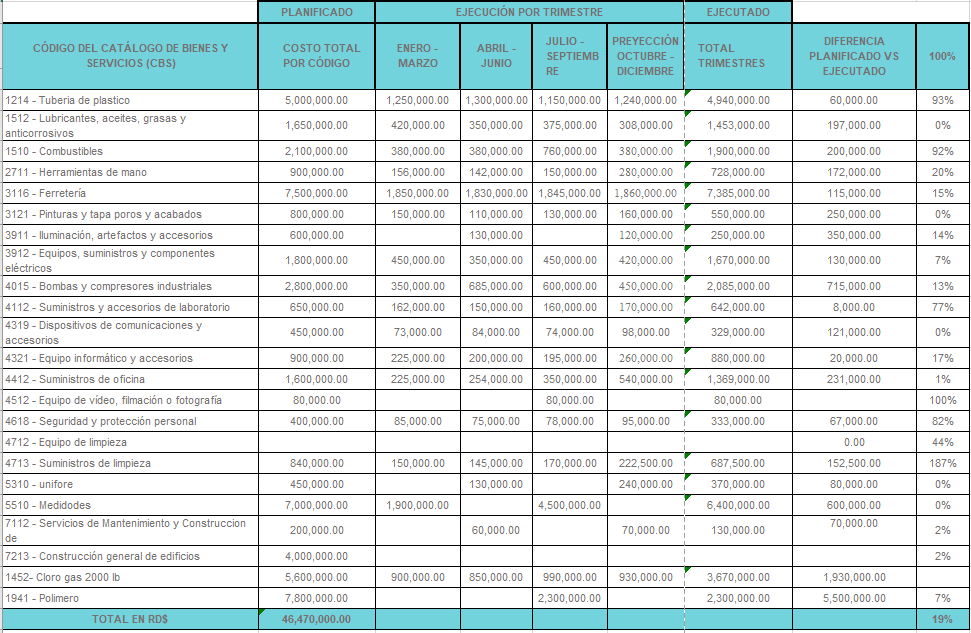 PLANIFICADO EJECUCIÓN POR TRIMESTRE EJECUTADO
CÓDIGO DEL CATÁLOGO DE BIENES Y SERVICIOS (CBS) COSTO TOTAL POR CÓDIGO ENERO - MARZO ABRIL - JUNIO JULIO - SEPTIEMB RE PREYECCIÓN OCTUBRE - DICIEMBRE TOTAL TRIMESTRES DIFERENCIA PLANIFICADO VS EJECUTADO 100%
1214 - Tuberia de plastico 5,000,000.00 1,250,000.00 1,300,000.00 1,150,000.00 1,240,000.00 4,940,000.00 60,000.00 93%
1512 - Lubricantes, aceites, grasas y anticorrosivos 1,650,000.00 420,000.00 350,000.00 375,000.00 308,000.00 1,453,000.00 197,000.00 0%
1510 - Combustibles 2,100,000.00 380,000.00 380,000.00 760,000.00 380,000.00 1,900,000.00 200,000.00 92%
2711 - Herramientas de mano 900,000.00 156,000.00 142,000.00 150,000.00 280,000.00 728,000.00 172,000.00 20%
3116 - Ferretería 7,500,000.00 1,850,000.00 1,830,000.00 1,845,000.00 1,860,000.00 7,385,000.00 115,000.00 15%
3121 - Pinturas y tapa poros y acabados 800,000.00 150,000.00 110,000.00 130,000.00 160,000.00 550,000.00 250,000.00 0%
3911 - Iluminación, artefactos y accesorios 600,000.00 130,000.00 120,000.00 250,000.00 350,000.00 14%
3912 - Equipos, suministros y componentes eléctricos 1,800,000.00 450,000.00 350,000.00 450,000.00 420,000.00 1,670,000.00 130,000.00 7%
4015 - Bombas y compresores industriales 2,800,000.00 350,000.00 685,000.00 600,000.00 450,000.00 2,085,000.00 715,000.00 13%
4112 - Suministros y accesorios de laboratorio 650,000.00 162,000.00 150,000.00 160,000.00 170,000.00 642,000.00 8,000.00 77%
4319 - Dispositivos de comunicaciones y accesorios 450,000.00 73,000.00 84,000.00 74,000.00 98,000.00 329,000.00 121,000.00 0%
4321 - Equipo informático y accesorios 900,000.00 225,000.00 200,000.00 195,000.00 260,000.00 880,000.00 20,000.00 17%
4412 - Suministros de oficina 1,600,000.00 225,000.00 254,000.00 350,000.00 540,000.00 1,369,000.00 231,000.00 1%
4512 - Equipo de vídeo, filmación o fotografía 80,000.00 80,000.00 80,000.00 100%
4618 - Seguridad y protección personal 400,000.00 85,000.00 75,000.00 78,000.00 95,000.00 333,000.00 67,000.00 82%
4712 - Equipo de limpieza 0.00 44%
4713 - Suministros de limpieza 840,000.00 150,000.00 145,000.00 170,000.00 222,500.00 687,500.00 152,500.00 187%
5310 - unifore 450,000.00 130,000.00 240,000.00 370,000.00 80,000.00 0%
5510 - Medidodes 7,000,000.00 1,900,000.00 4,500,000.00 6,400,000.00 600,000.00 0%
7112 - Servicios de Mantenimiento y Construccion de 200,000.00 60,000.00 70,000.00 130,000.00 70,000.00 2%
7213 - Construcción general de edificios 4,000,000.00 2%
1452- Cloro gas 2000 lb 5,600,000.00 900,000.00 850,000.00 990,000.00 930,000.00 3,670,000.00 1,930,000.00
1941 - Polimero 7,800,000.00 2,300,000.00 2,300,000.00 5,500,000.00 7%
TOTAL EN RD$ 46,470,000.00 19%